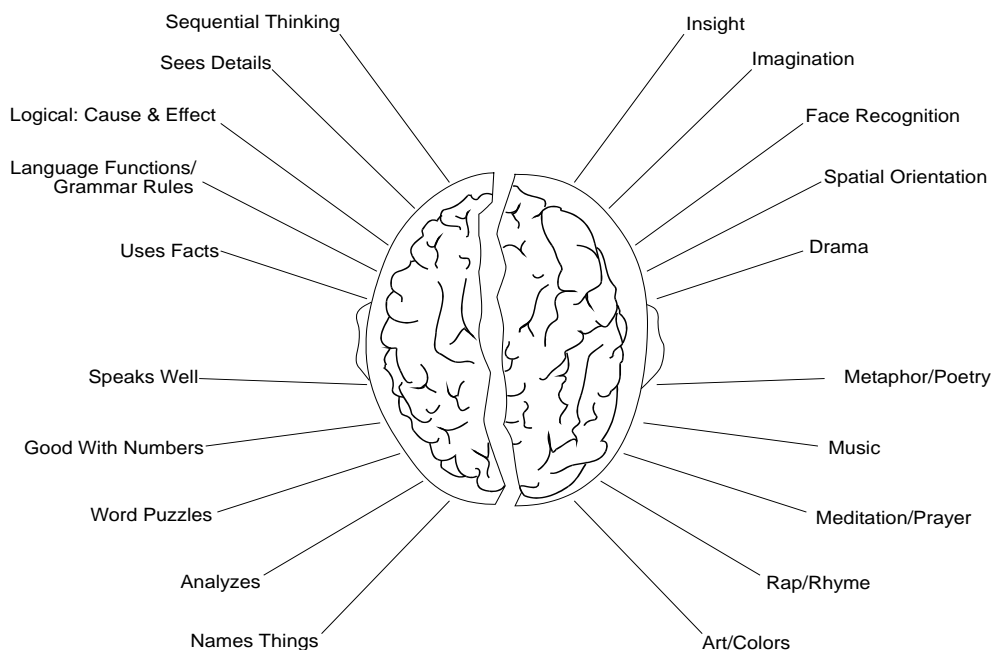 Sequential Thinking
Sees Details
Logical: Cause & Effect
Language Functions/
Grammar Rules
Uses Facts
Speaks Well
Good With Numbers
Word Puzzles
Analyzes
Names Things
Insight
Imagination
Face Recognition
Spatial Orientation
Drama
Metaphor/Poetry
Music
Meditation/Prayer
Rap/Rhyme
Art/Colors